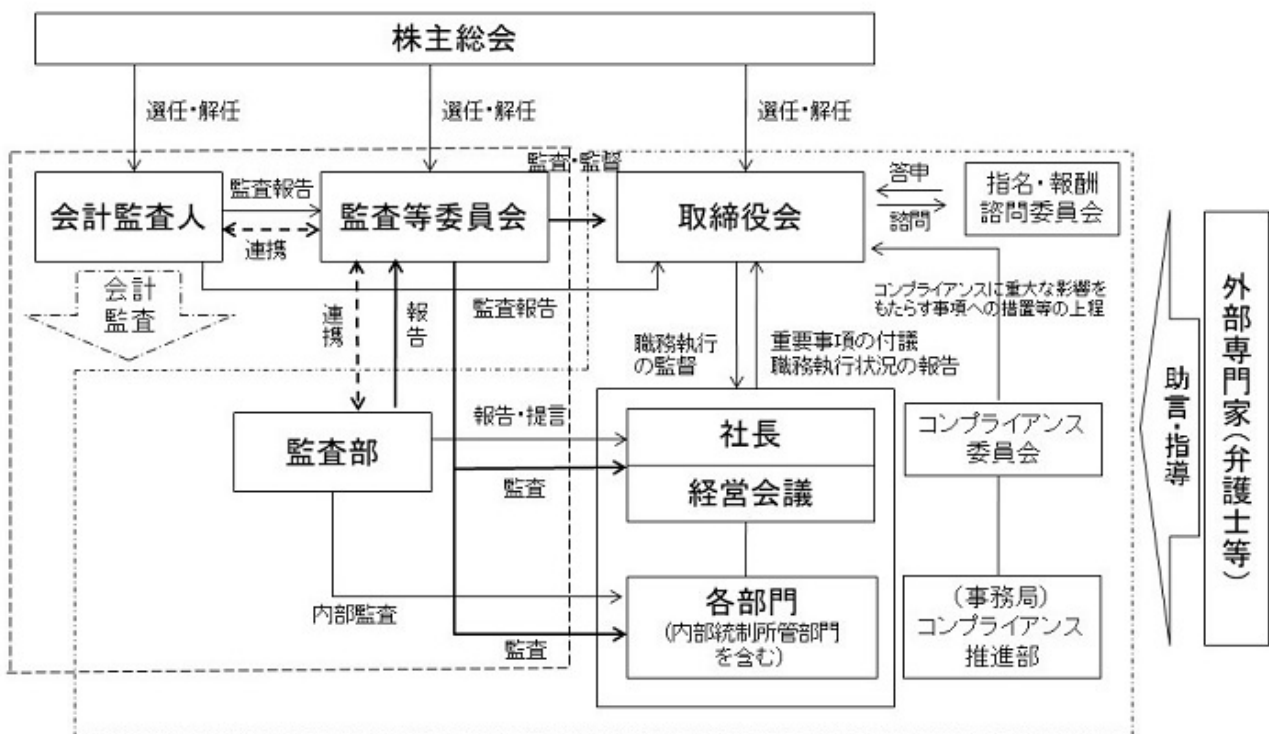 株主総会
選任・解任
選任・解任
選任・解任
監査・監督
会計監査人
監査報告
連携
監査等委員会
取締役会
答申
諮問
指名・報酬
諮問委員会
会計
監査
連携
報告
監査報告
コンプライアンスに重大な影響を
もたらす事項への措置等の上程
職務執行
の監督
重要事項の付議
職務執行状況の報告
監査部
報告・提言
監査
社長
経営会議
コンプライアンス
委員会
内部監査
監査
各部門
(内部統制所管部門
を含む)
(事務局)
コンプライアンス
推進部
助言・指導
外部専門家(弁護士等)